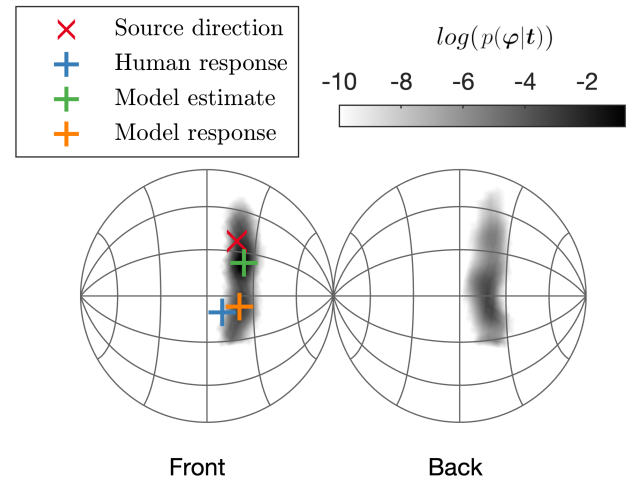 Source direction
Human response
Model estimate
Model response
log(p(φ|t))
-10 -8 -6 -4 -2
Front
Back